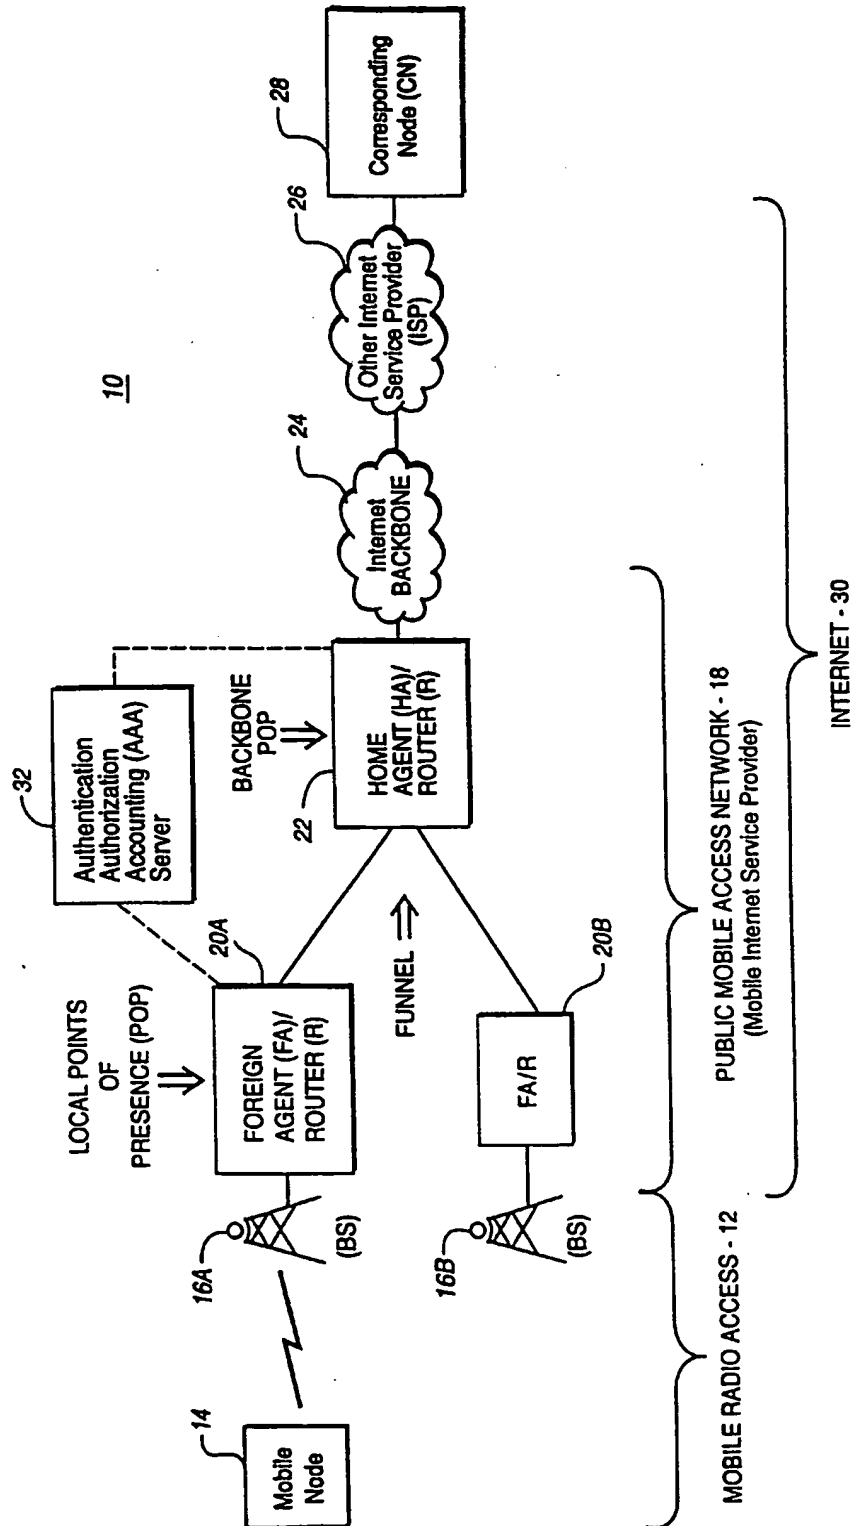 10
32
Authentication
Authorization
Accounting (AAA)
Server
LOCAL POINTS
OF
PRESENCE (POP)
20A
FOREIGN
AGENT (FA)/
ROUTER (R)
BACKBONE
POP
22
HOME
AGENT (HA)/
ROUTER (R)
24
Internet
BACKBONE
26
Other Internet
Service Provider
(ISP)
28
Corresponding
Node (CN)
14
Mobile
Node
16A
(BS)
FUNNEL
16B
(BS)
20B
FA/R
MOBILE RADIO ACCESS - 12
PUBLIC MOBILE ACCESS NETWORK - 18
(Mobile Internet Service Provider)
INTERNET - 30